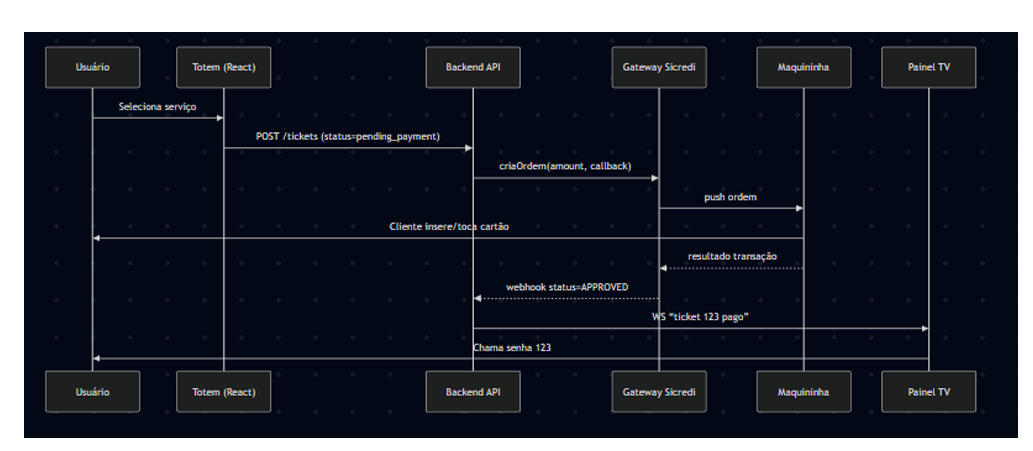 Usuário
Totem (React)
Backend API
Gateway Sicredi
Maquininha
Painel TV
Seleciona serviço
POST /tickets (status=pending_payment)
criaOrdem(amount, callback)
push ordem
Cliente insere/toca cartão
resultado transação
webhook status=APPROVED
WS “ticket 123 pago”
Chama senha 123
Usuário
Totem (React)
Backend API
Gateway Sicredi
Maquininha
Painel TV